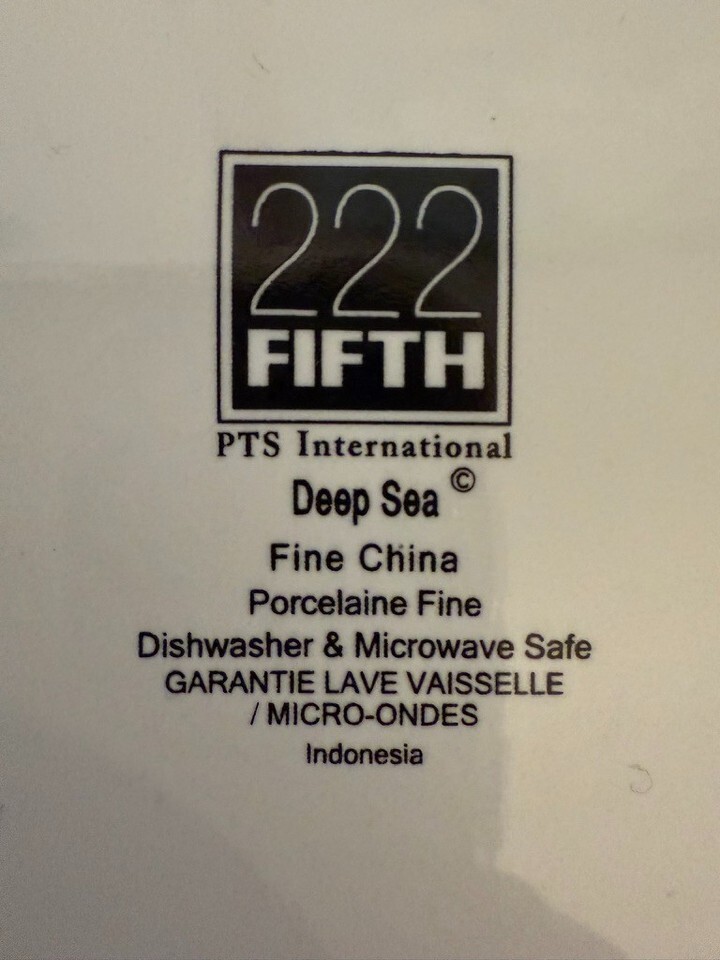 222
FIFTH
PTS International
Deep Sea ©
Fine China
Porcelaine Fine
Dishwasher & Microwave Safe
GARANTIE LAVE VAISSELLE
/ MICRO-ONDES
Indonesia